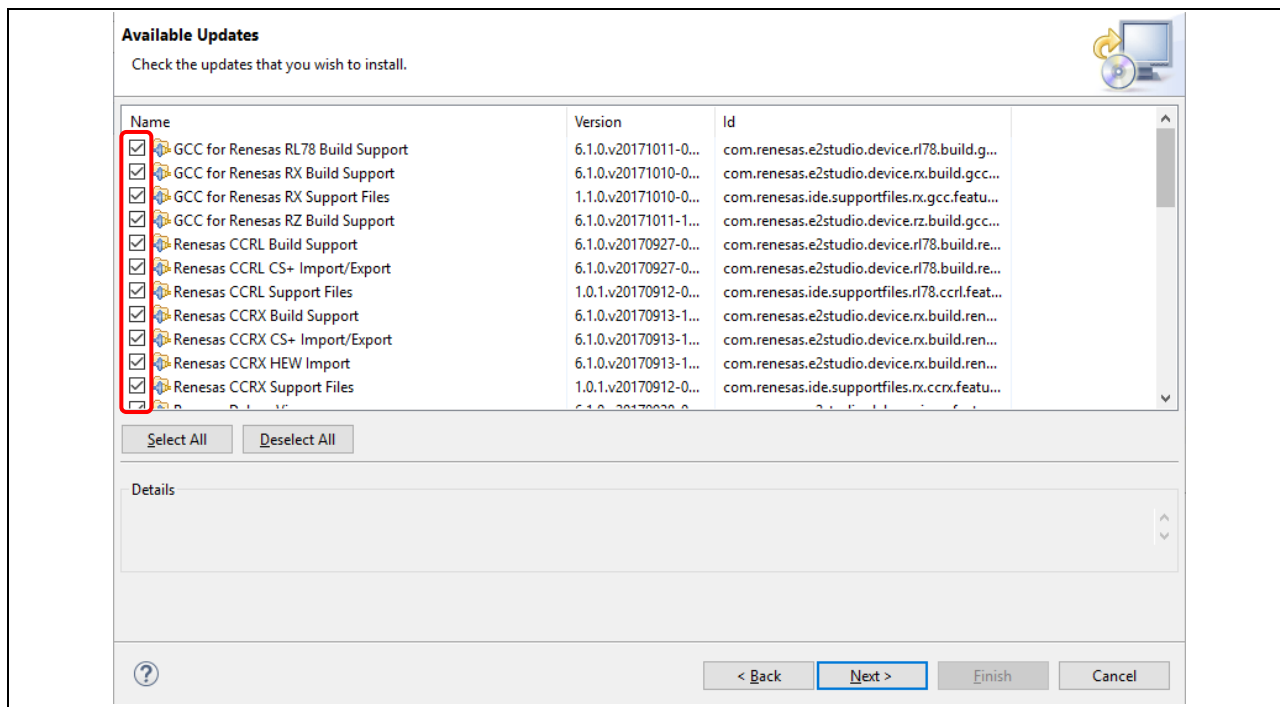 Available Updates
Check the updates that you wish to install.
Name Version Id
GCC for Renesas RL78 Build Support 6.1.0.v20171011-0... com.renesas.e2studio.device.rl78.build.g...
GCC for Renesas RX Build Support 6.1.0.v20171010-0... com.renesas.e2studio.device.rx.build.gcc...
GCC for Renesas RX Support Files 1.1.0.v20171010-0... com.renesas.ide.supportfiles.rx.gcc.featu...
GCC for Renesas RZ Build Support 6.1.0.v20171011-1... com.renesas.e2studio.device.rz.build.gcc...
Renesas CCRL Build Support 6.1.0.v20170927-0... com.renesas.e2studio.device.rl78.build.re...
Renesas CCRL CS+ Import/Export 6.1.0.v20170927-0... com.renesas.e2studio.device.rl78.build.re...
Renesas CCRL Support Files 1.0.1.v20170912-0... com.renesas.ide.supportfiles.rl78.ccrl.feat...
Renesas CCRX Build Support 6.1.0.v20170913-1... com.renesas.e2studio.device.rx.build.ren...
Renesas CCRX CS+ Import/Export 6.1.0.v20170913-1... com.renesas.e2studio.device.rx.build.ren...
Renesas CCRX HEW Import 6.1.0.v20170913-1... com.renesas.e2studio.device.rx.build.ren...
Renesas CCRX Support Files 1.0.1.v20170912-0... com.renesas.ide.supportfiles.rx.ccrx.featu...
Select All Deselect All
Details
? < Back Next > Finish Cancel